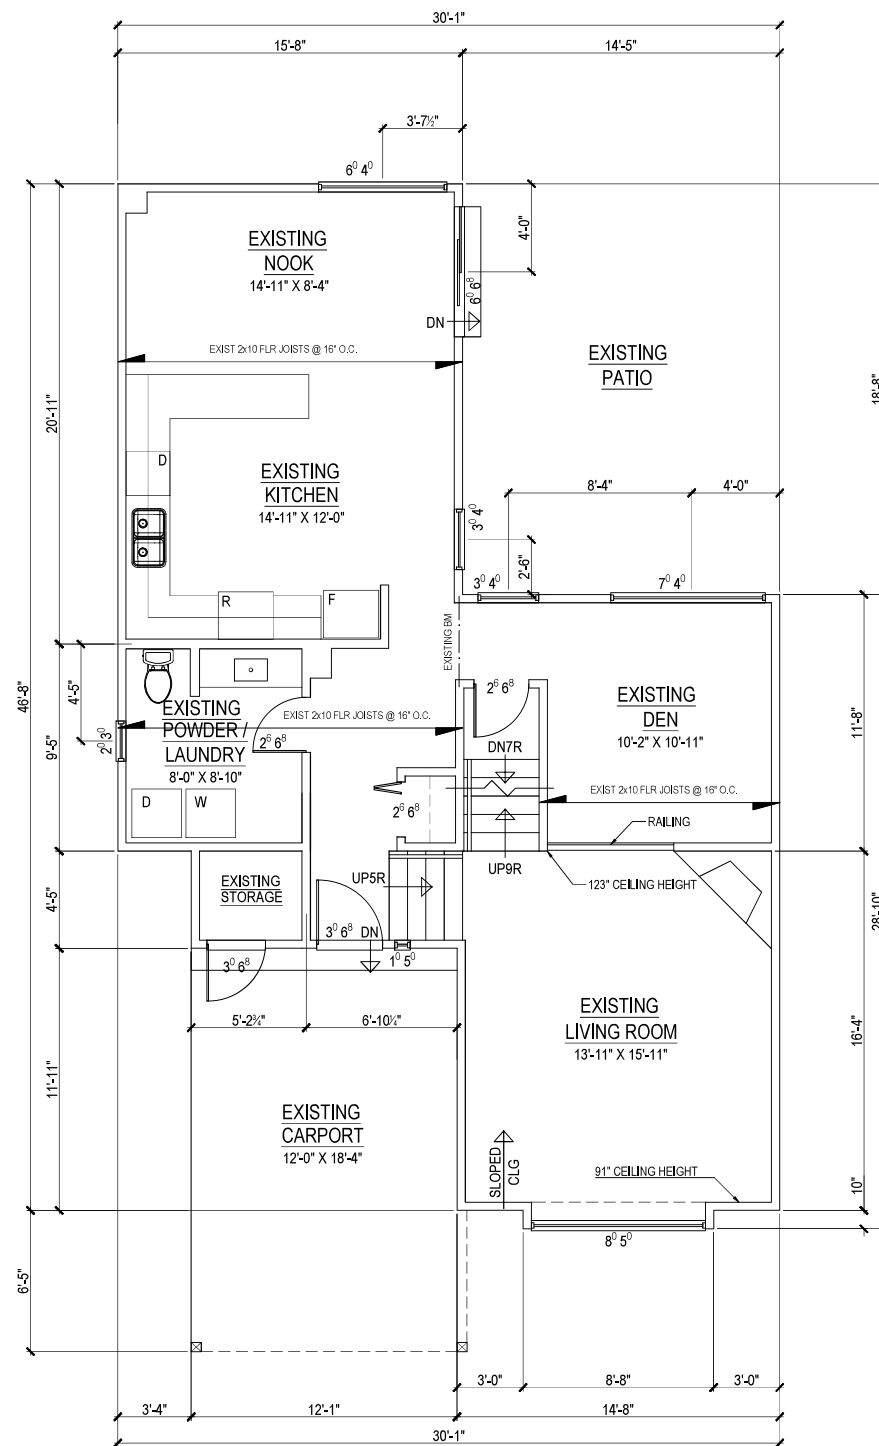 30'-1"
15'-8"
14'-5"
3'-7½"
6⁰ 4⁰
EXISTING
NOOK
14'-11" X 8'-4"
4'-0"
6⁰ 6⁸
DN
EXIST 2x10 FLR JOISTS @ 16" O.C.
EXISTING
PATIO
18'-8"
20'-11"
D
EXISTING
KITCHEN
14'-11" X 12'-0"
8'-4"
4'-0"
3⁰ 4⁰
2'-6"
3⁰ 4⁰
7⁰ 4⁰
R
F
EXISTING BM
46'-8"
4'-5"
9'-5"
2⁰ 3⁰
EXISTING
POWDER /
LAUNDRY
8'-0" X 8'-10"
EXIST 2x10 FLR JOISTS @ 16" O.C.
2⁶ 6⁸
2⁶ 6⁸
EXISTING
DEN
10'-2" X 10'-11"
11'-8"
DN7R
D
W
2⁶ 6⁸
EXIST 2x10 FLR JOISTS @ 16" O.C.
RAILING
UP9R
123" CEILING HEIGHT
4'-5"
EXISTING
STORAGE
UP5R
28'-10"
3⁰ 6⁸
DN
1⁰ 5⁰
3⁰ 6⁸
5'-2¾"
6'-10¼"
EXISTING
LIVING ROOM
13'-11" X 15'-11"
16'-4"
11'-11"
EXISTING
CARPORT
12'-0" X 18'-4"
SLOPED
CLG
91" CEILING HEIGHT
10"
8⁰ 5⁰
6'-5"
3'-0"
8'-8"
3'-0"
3'-4"
12'-1"
14'-8"
30'-1"